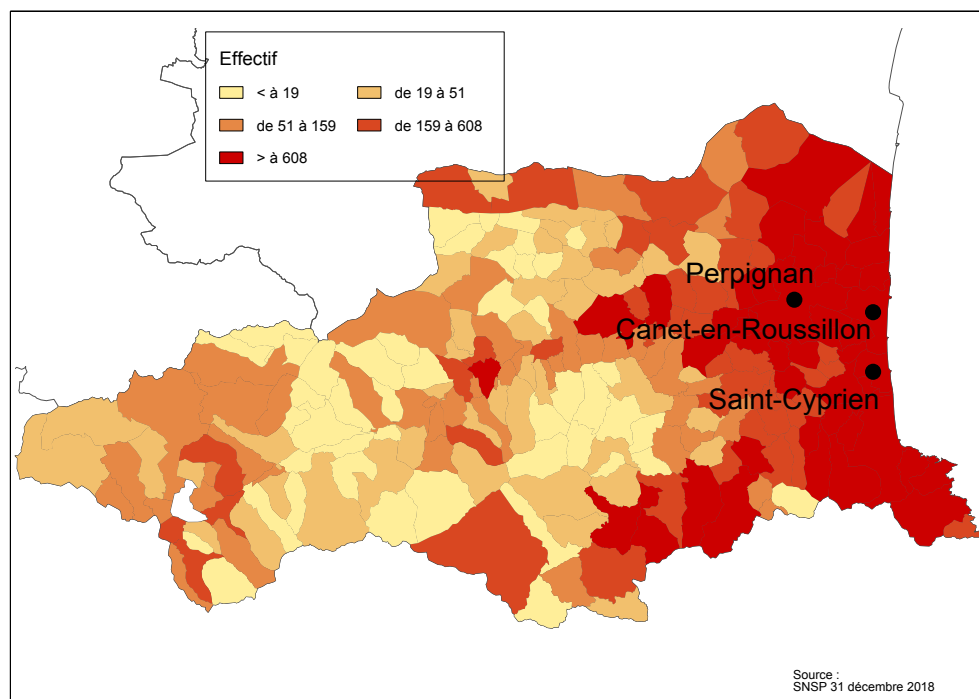 Effectif
< à 19
de 19 à 51
de 51 à 159
de 159 à 608
> à 608
Perpignan
Canet-en-Roussillon
Saint-Cyprien
Source :
SNSP 31 décembre 2018